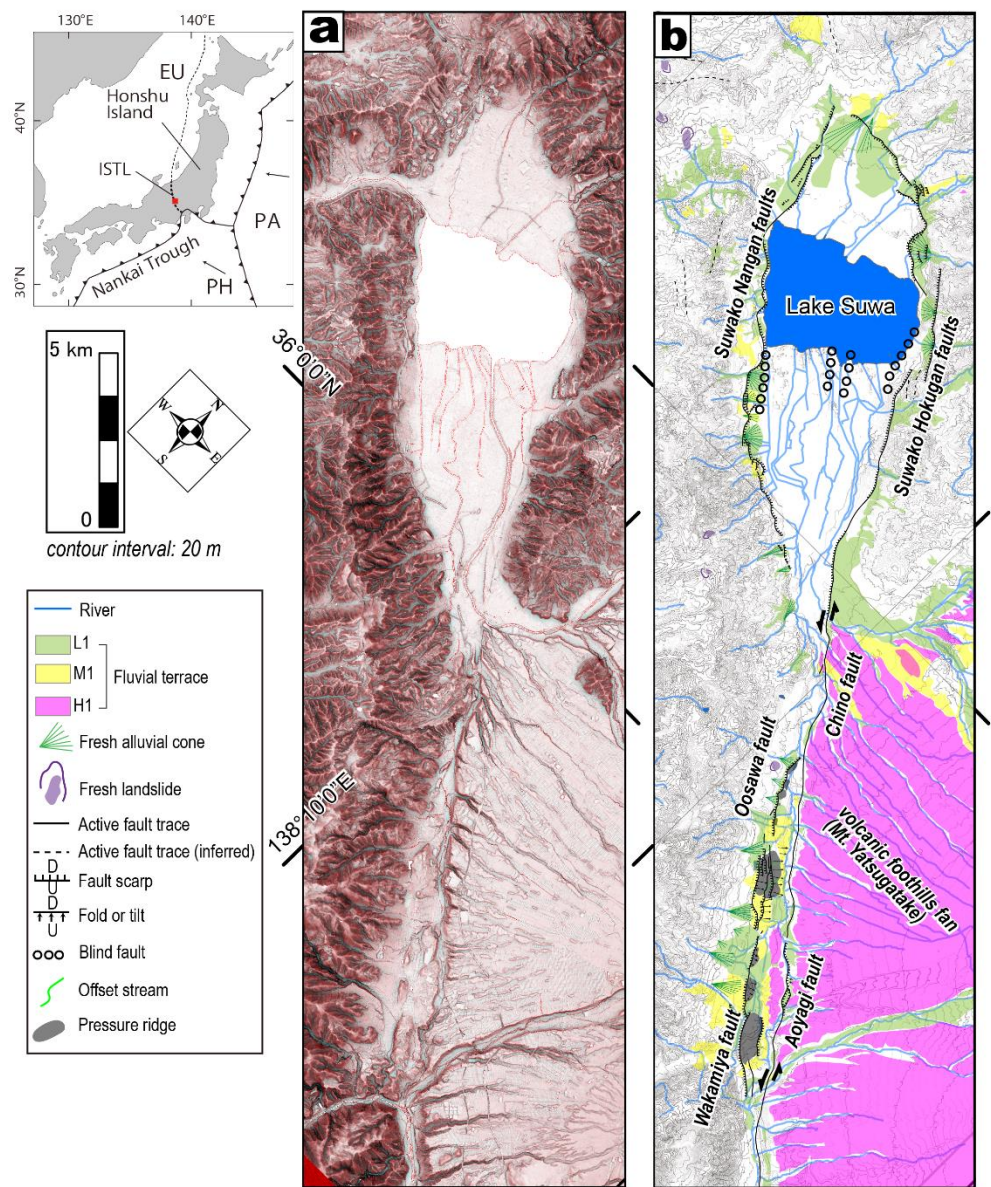 130°E
140°E
EU
Honshu
Island
40°N
ISTL
PA
Nankai Trough
PH
30°N
5 km
0
W
N
S
E
contour interval: 20 m
River
L1
M1
Fluvial terrace
H1
Fresh alluvial cone
Fresh landslide
Active fault trace
Active fault trace (inferred)
D
U
Fault scarp
D
U
Fold or tilt
Blind fault
Offset stream
Pressure ridge
a
36°0'0"N
138°10'0"E
b
Suwako Nangan faults
Lake Suwa
Suwako Hokugan faults
Chino fault
Oosawa fault
volcanic foothills fan
(Mt. Yatsugatake)
Aoyagi fault
Wakamiya fault